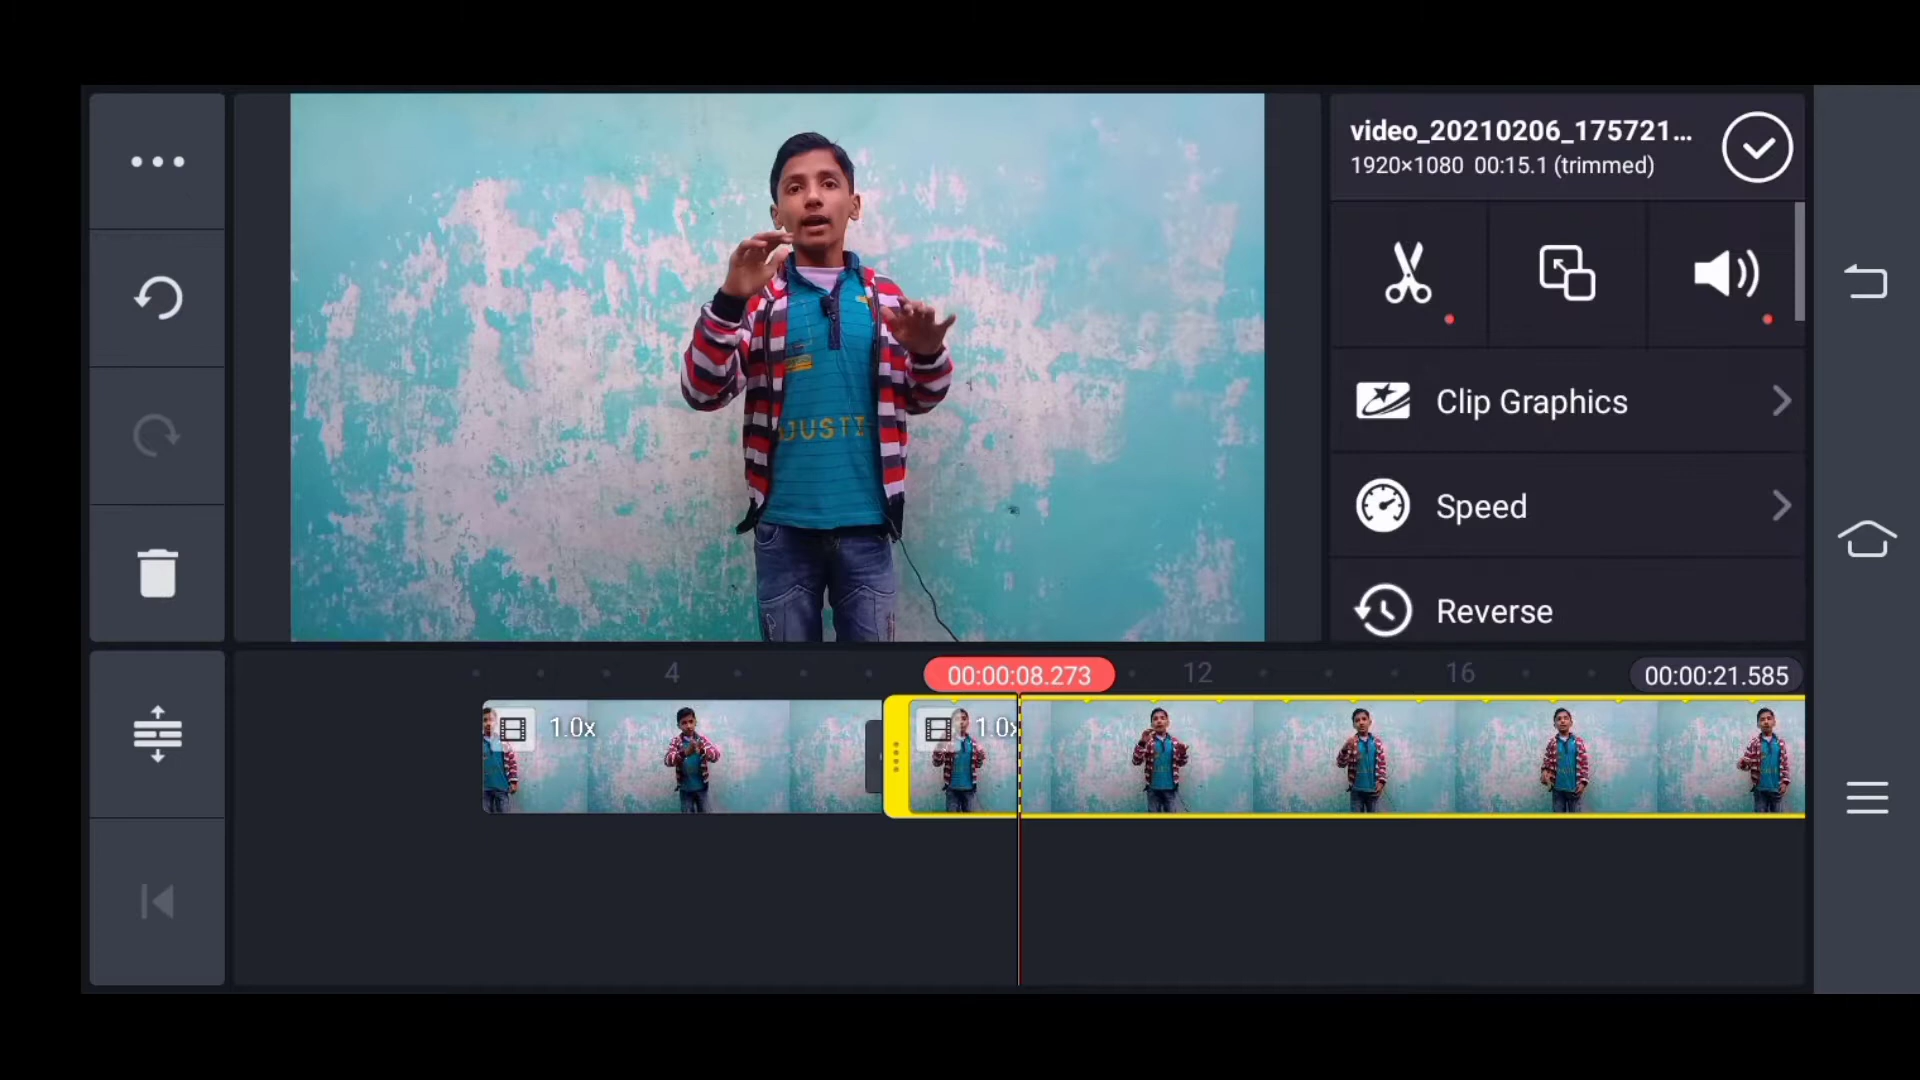 video_20210206_175721...
1920×1080 00:15.1 (trimmed)
Clip Graphics
Speed
Reverse
JUSTI
4
00:00:08.273
12
16
00:00:21.585
1.0x
1.0x